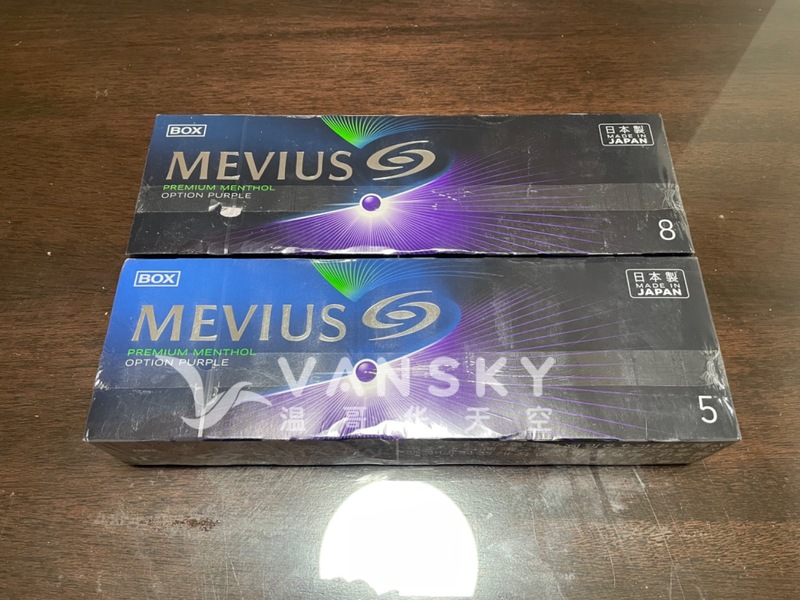 BOX
日本製
MADE IN
JAPAN
MEVIUS
PREMIUM MENTHOL
OPTION PURPLE
8
BOX
日本製
MADE IN
JAPAN
MEVIUS
PREMIUM MENTHOL
OPTION PURPLE
VANSKY
温哥华天空
5